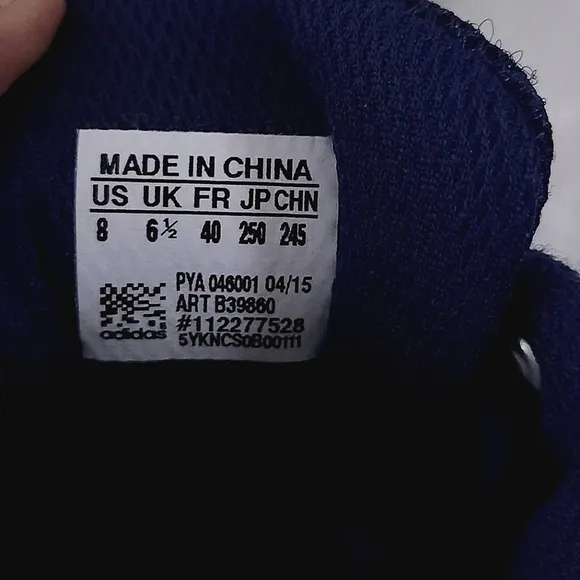 MADE IN CHINA
US UK FR JP CHN
8 6½ 40 250 245
PYA 046001 04/15
ART B39860
#112277528
5YKNCS0B00111
adidas